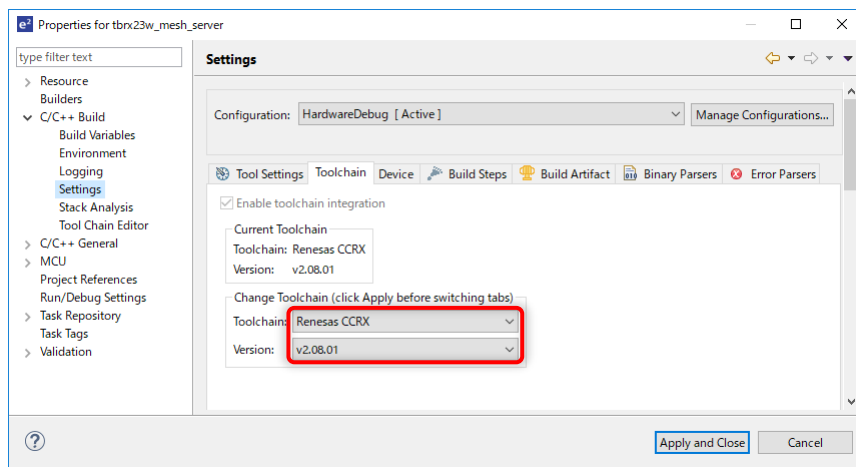 e² Properties for tbrx23w_mesh_server
type filter text
Resource
Builders
C/C++ Build
Build Variables
Environment
Logging
Settings
Stack Analysis
Tool Chain Editor
C/C++ General
MCU
Project References
Run/Debug Settings
Task Repository
Task Tags
Validation
Settings
Configuration: HardwareDebug [ Active ] Manage Configurations...
Tool Settings Toolchain Device Build Steps 010 Build Artifact Binary Parsers Error Parsers
Enable toolchain integration
Current Toolchain
Toolchain: Renesas CCRX
Version: v2.08.01
Change Toolchain (click Apply before switching tabs)
Toolchain: Renesas CCRX
Version: v2.08.01
? Apply and Close Cancel